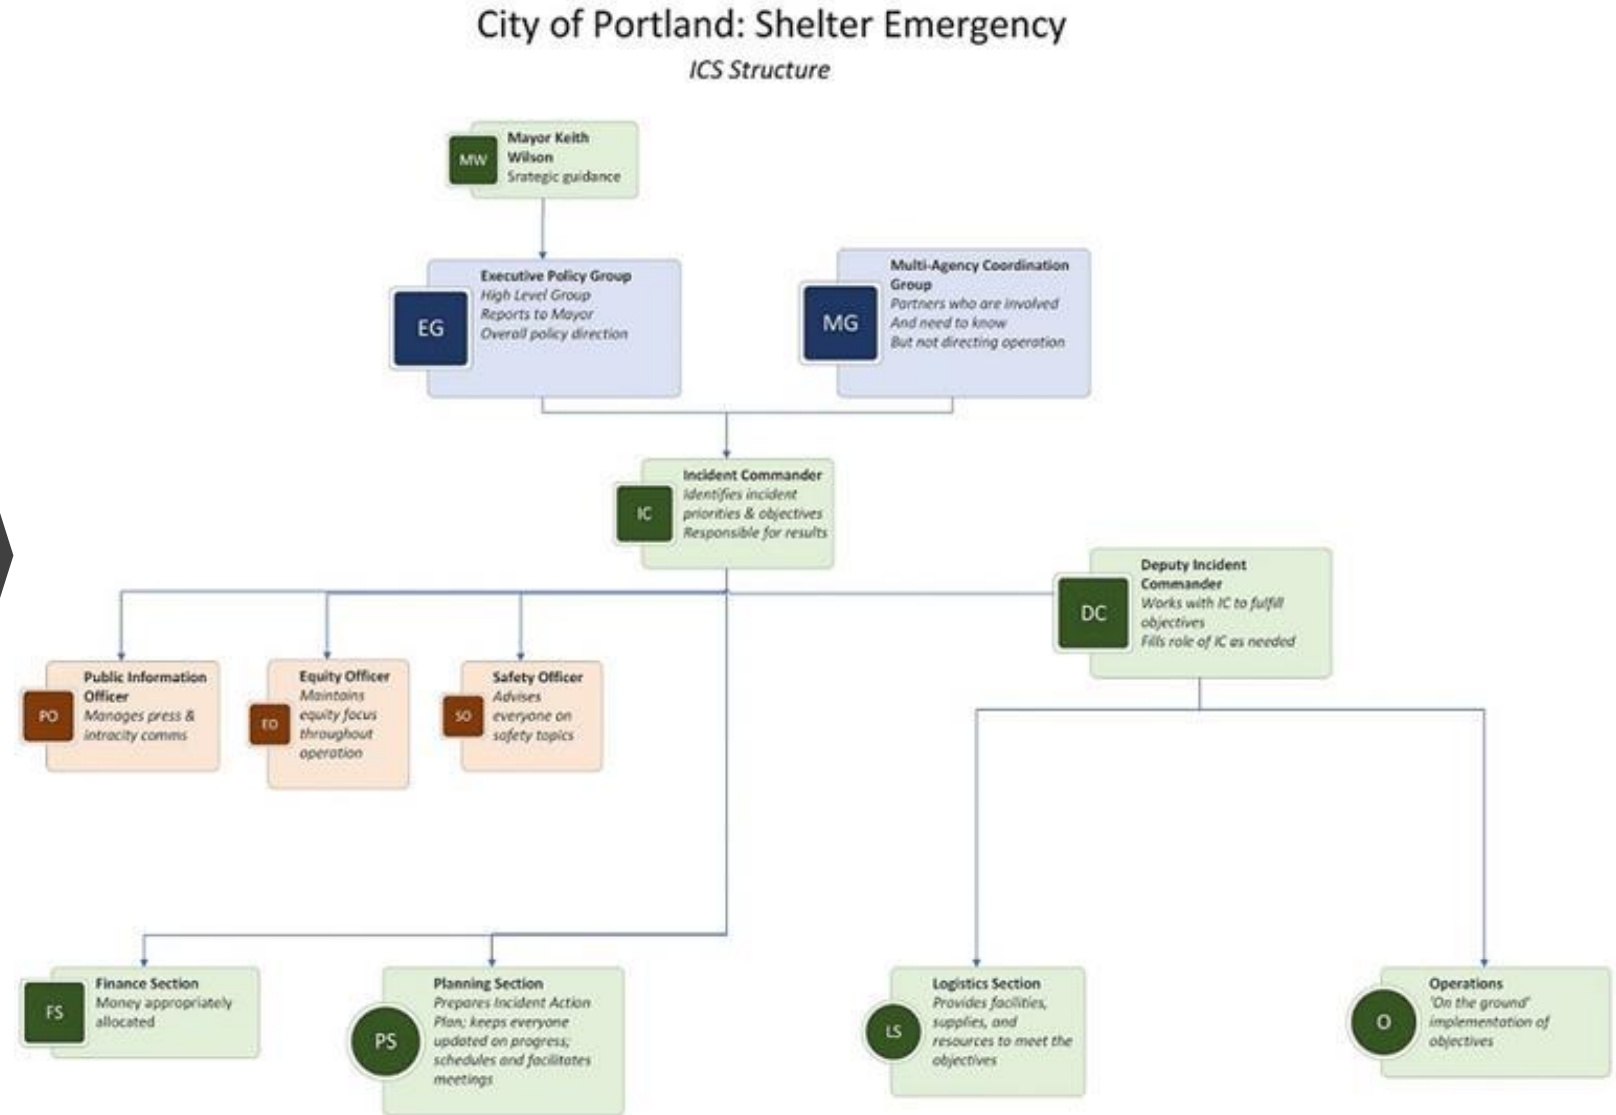 City of Portland: Shelter Emergency
ICS Structure
MW
Mayor Keith
Wilson
Srategic guidance
EG
Executive Policy Group
High Level Group
Reports to Mayor
Overall policy direction
MG
Multi-Agency Coordination
Group
Partners who are involved
And need to know
But not directing operation
IC
Incident Commander
Identifies incident
priorities & objectives
Responsible for results
DC
Deputy Incident
Commander
Works with IC to fulfill
objectives
Fills role of IC as needed
PO
Public Information
Officer
Manages press &
intracity comms
EO
Equity Officer
Maintains
equity focus
throughout
operation
SO
Safety Officer
Advises
everyone on
safety topics
FS
Finance Section
Money appropriately
allocated
PS
Planning Section
Prepares Incident Action
Plan; keeps everyone
updated on progress;
schedules and facilitates
meetings
LS
Logistics Section
Provides facilities,
supplies, and
resources to meet the
objectives
O
Operations
'On the ground'
implementation of
objectives